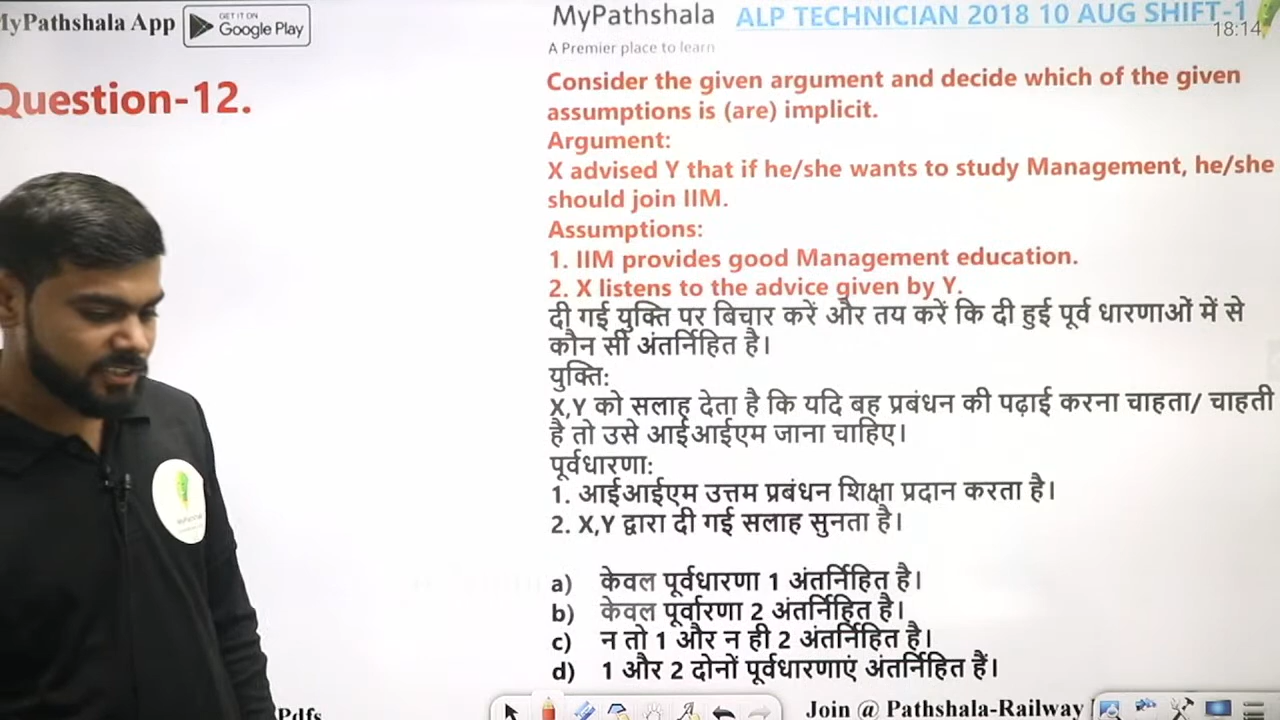 MyPathshala App
GET IT ON
Google Play
MyPathshala
A Premier place to learn
ALP TECHNICIAN 2018 10 AUG SHIFT-1
18:14
Question-12.
Consider the given argument and decide which of the given
assumptions is (are) implicit.
Argument:
X advised Y that if he/she wants to study Management, he/she
should join IIM.
Assumptions:
1. IIM provides good Management education.
2. X listens to the advice given by Y.
दी गई युक्ति पर बिचार करें और तय करें कि दी हुई पूर्व धारणाओं में से
कौन सी अंतर्निहित है।
युक्ति:
X,Y को सलाह देता है कि यदि बह प्रबंधन की पढ़ाई करना चाहता/ चाहती
है तो उसे आईआईएम जाना चाहिए।
पूर्वधारणा:
1. आईआईएम उत्तम प्रबंधन शिक्षा प्रदान करता है।
2. X,Y द्वारा दी गई सलाह सुनता है।
a) केवल पूर्वधारणा 1 अंतर्निहित है।
b) केवल पूर्वारणा 2 अंतर्निहित है।
c) न तो 1 और न ही 2 अंतर्निहित है।
d) 1 और 2 दोनों पूर्वधारणाएं अंतर्निहित हैं।
Pdfs
Join @ Pathshala-Railway